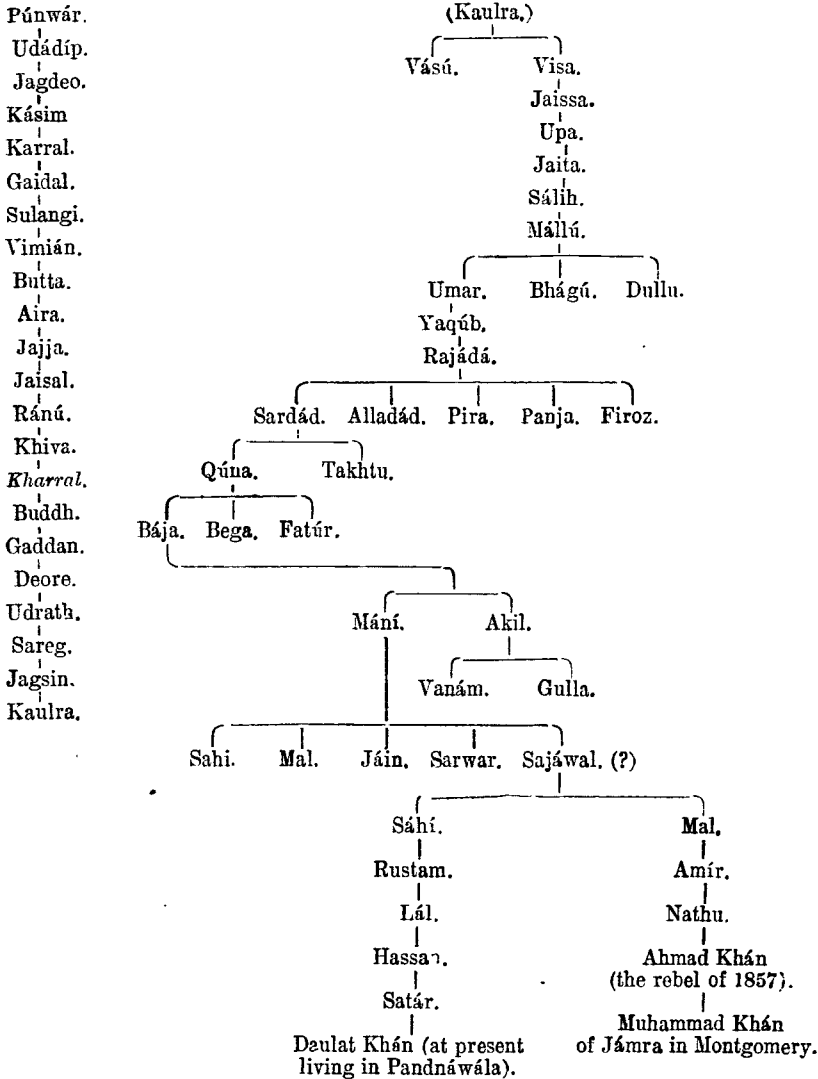 Púnwár.
Udádíp.
Jagdeo.
Kásim
Karral.
Gaidal.
Sulangi.
Vimián.
Butta.
Aira.
Jajja.
Jaisal.
Ránú.
Khiva.
Kharral.
Buddh.
Gaddan.
Deore.
Udrath.
Sareg.
Jagsin.
Kaulra.
(Kaulra.)
Vású. Visa.
Jaissa.
Upa.
Jaita.
Sálih.
Mállú.
Umar. Bhágú. Dullu.
Yaqúb.
Rajádá.
Sardád. Alladád. Pira. Panja. Firoz.
Qúna. Takhtu.
Bája. Bega. Fatúr.
Mání. Akil.
Vanám. Gulla.
Sahi. Mal. Jáin. Sarwar. Sajáwal. (?)
Sáhí. Mal.
Rustam. Amír.
Lál. Nathu.
Hassan. Ahmad Khán
(the rebel of 1857).
Satár.
Muhammad Khán
of Jámra in Montgomery.
Daulat Khán (at present
living in Pandnáwála).